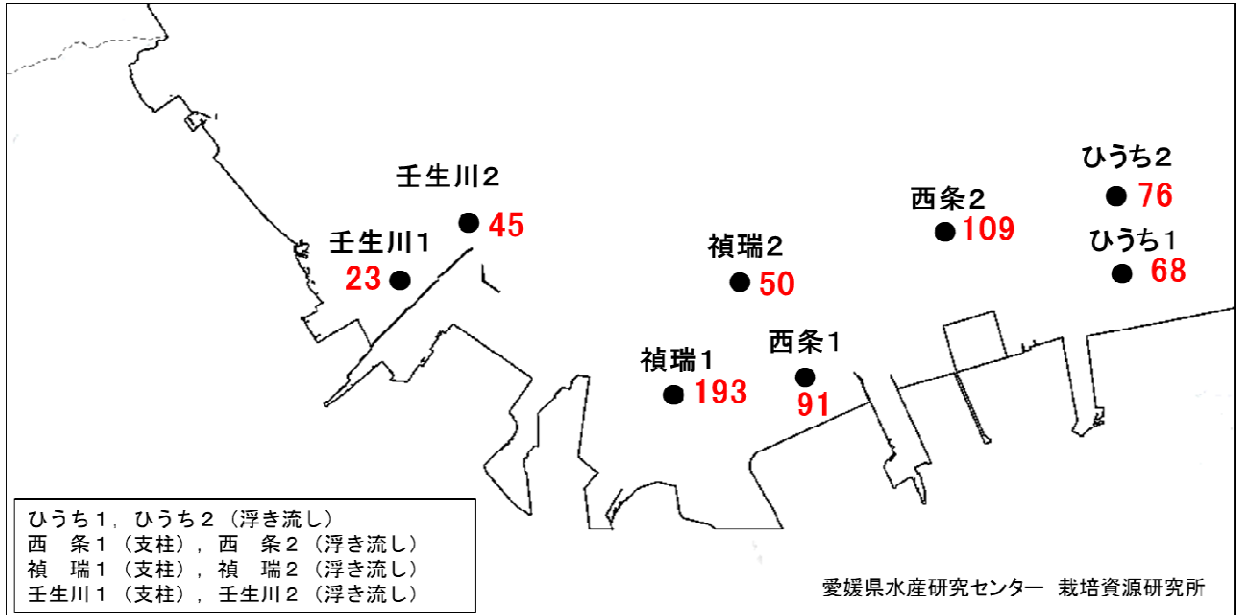 ひうち2
76
壬生川2
45
西条2
109
壬生川1
23
禎瑞2
50
ひうち1
68
西条1
91
禎瑞1
193
ひうち1, ひうち2 (浮き流し)
西 条1 (支柱), 西 条2 (浮き流し)
禎 瑞1 (支柱), 禎 瑞2 (浮き流し)
壬生川1 (支柱), 壬生川2 (浮き流し)
愛媛県水産研究センター 栽培資源研究所